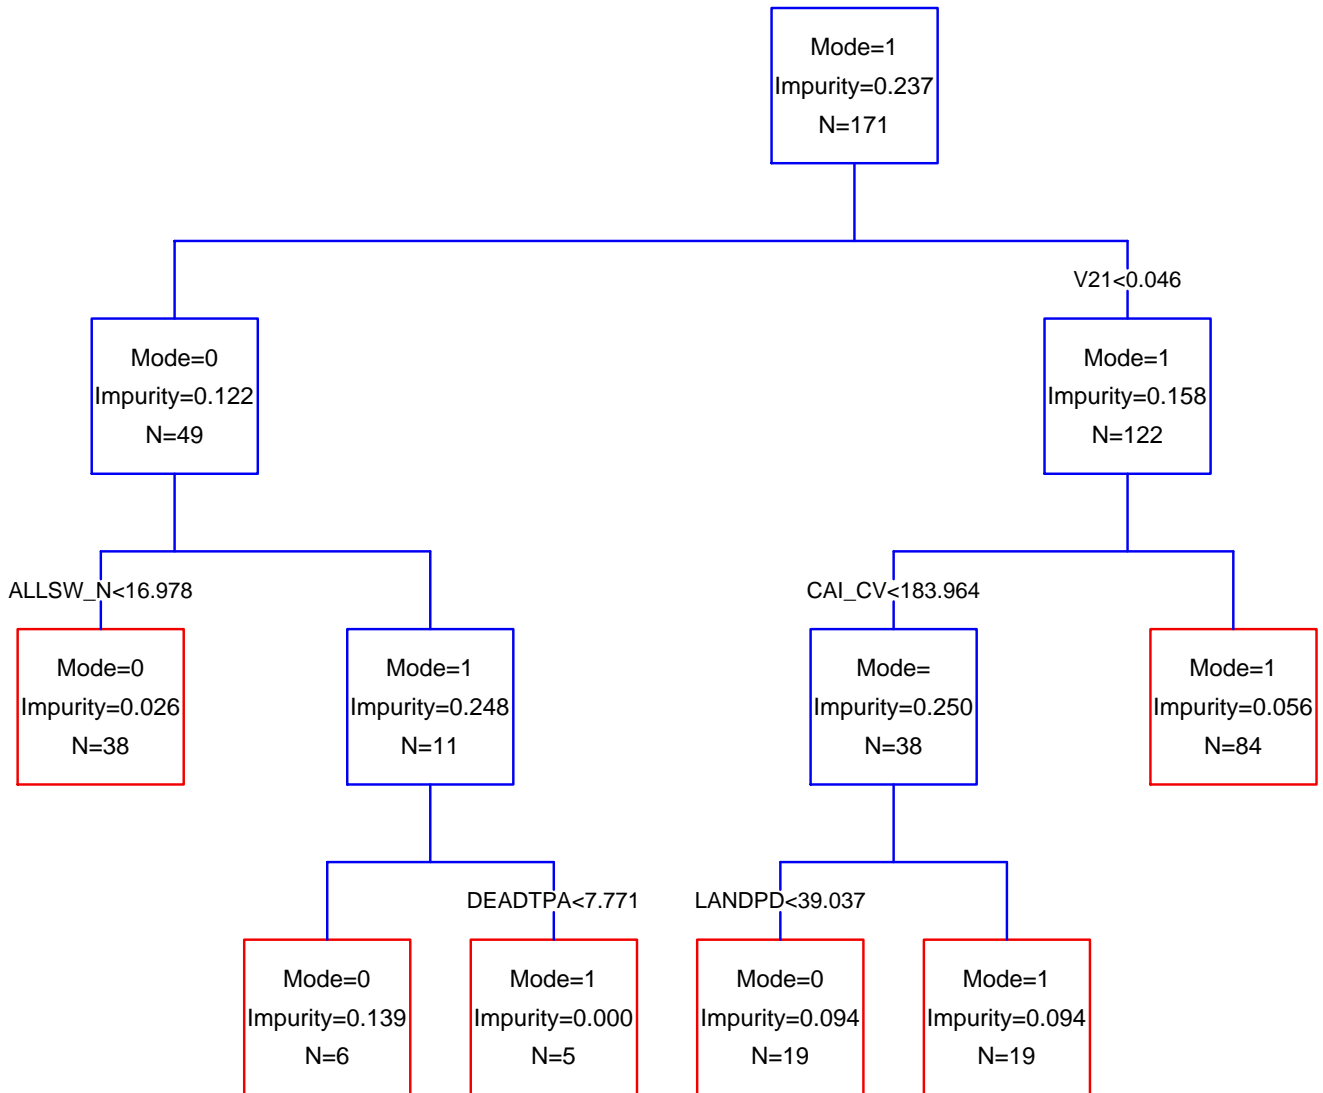 Mode=1
Impurity=0.237
N=171
V21<0.046
Mode=0
Impurity=0.122
N=49
Mode=1
Impurity=0.158
N=122
ALLSW_N<16.978
CAI_CV<183.964
Mode=0
Impurity=0.026
N=38
Mode=1
Impurity=0.248
N=11
Mode=
Impurity=0.250
N=38
Mode=1
Impurity=0.056
N=84
DEADTPA<7.771
LANDPD<39.037
Mode=0
Impurity=0.139
N=6
Mode=1
Impurity=0.000
N=5
Mode=0
Impurity=0.094
N=19
Mode=1
Impurity=0.094
N=19